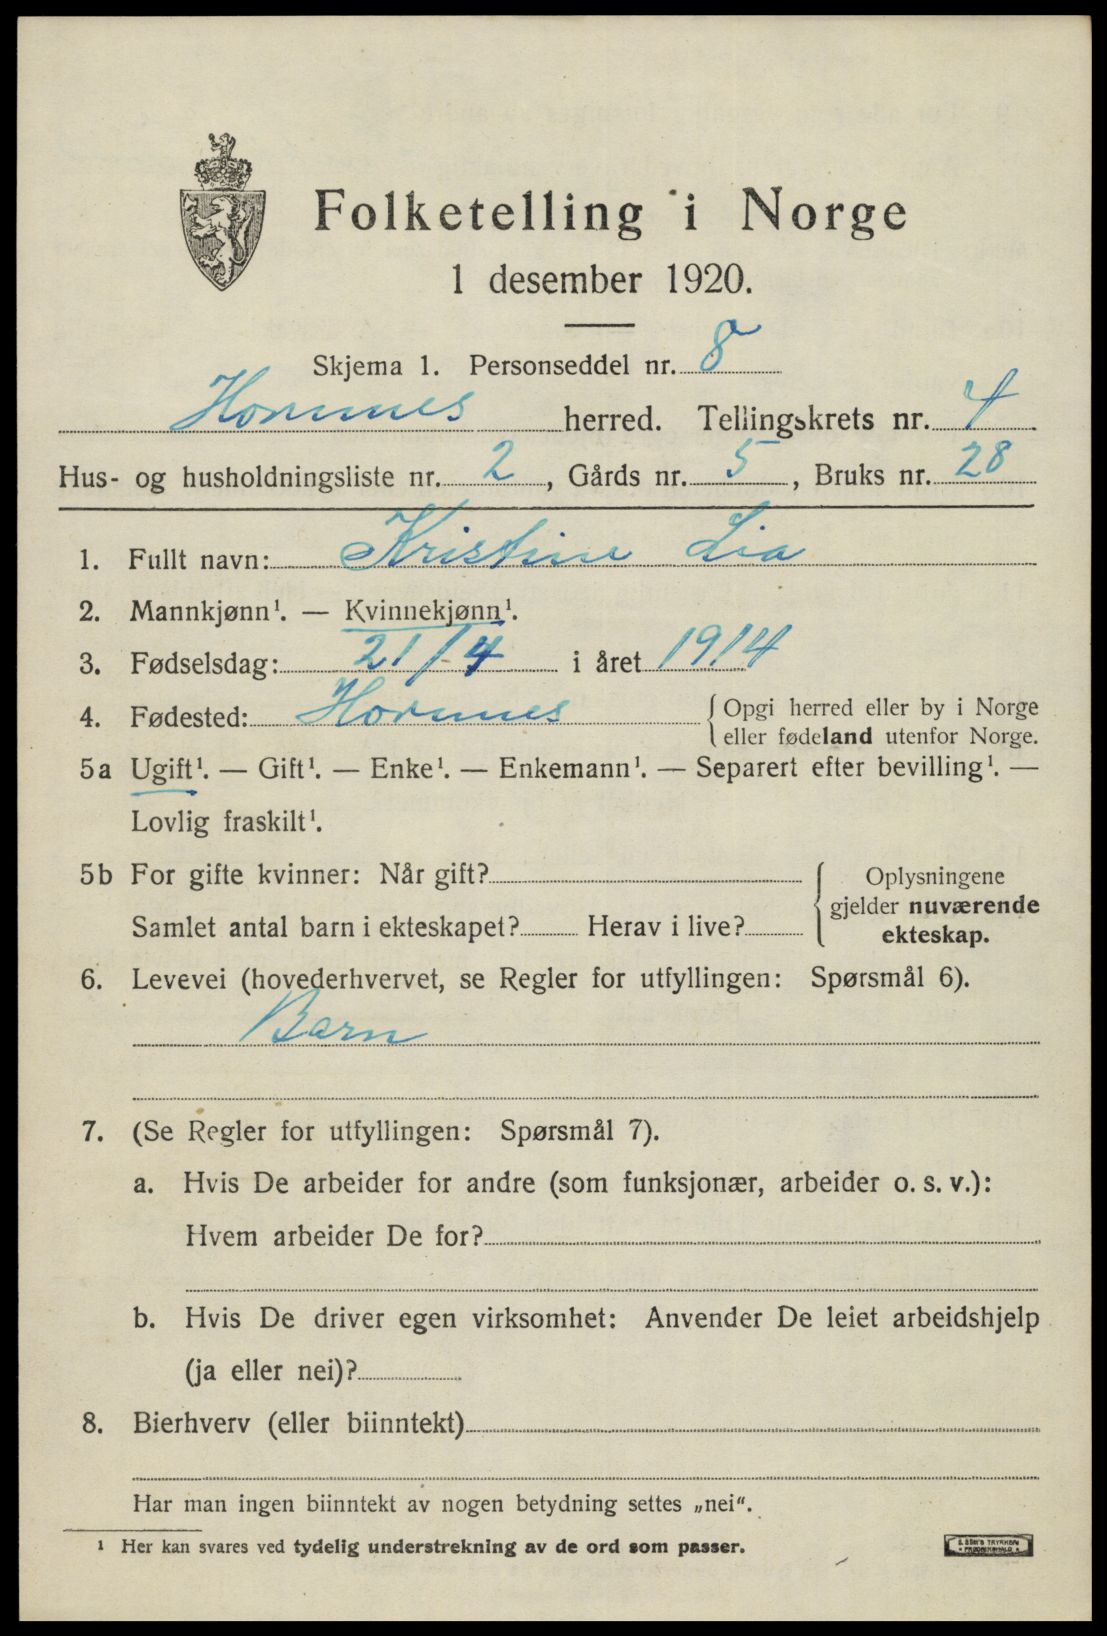 Folketelling i Norge
1 desember 1920.
Skjema 1. Personseddel nr. 8
Hornnes herred. Tellingskrets nr. 4
Hus- og husholdningsliste nr. 2, Gårds nr. 5, Bruks nr. 28
1. Fullt navn: Kristine Lia
2. Mannkjønn¹. — Kvinnekjønn¹.
3. Fødselsdag: 21/4 i året 1914
4. Fødested: Hornnes {Opgi herred eller by i Norge
eller fødeland utenfor Norge.
5a Ugift¹. — Gift¹. — Enke¹. — Enkemann¹. — Separert efter bevilling¹. —
Lovlig fraskilt¹.
5b For gifte kvinner: Når gift?
Samlet antal barn i ekteskapet? Herav i live?
{Oplysningene
gjelder nuværende
ekteskap.
6. Levevei (hovederhvervet, se Regler for utfyllingen: Spørsmål 6).
Barn
7. (Se Regler for utfyllingen: Spørsmål 7).
a. Hvis De arbeider for andre (som funksjonær, arbeider o. s. v.):
Hvem arbeider De for?
b. Hvis De driver egen virksomhet: Anvender De leiet arbeidshjelp
(ja eller nei)?
8. Bierhverv (eller biinntekt)
Har man ingen biinntekt av nogen betydning settes „nei“.
¹ Her kan svares ved tydelig understrekning av de ord som passer.